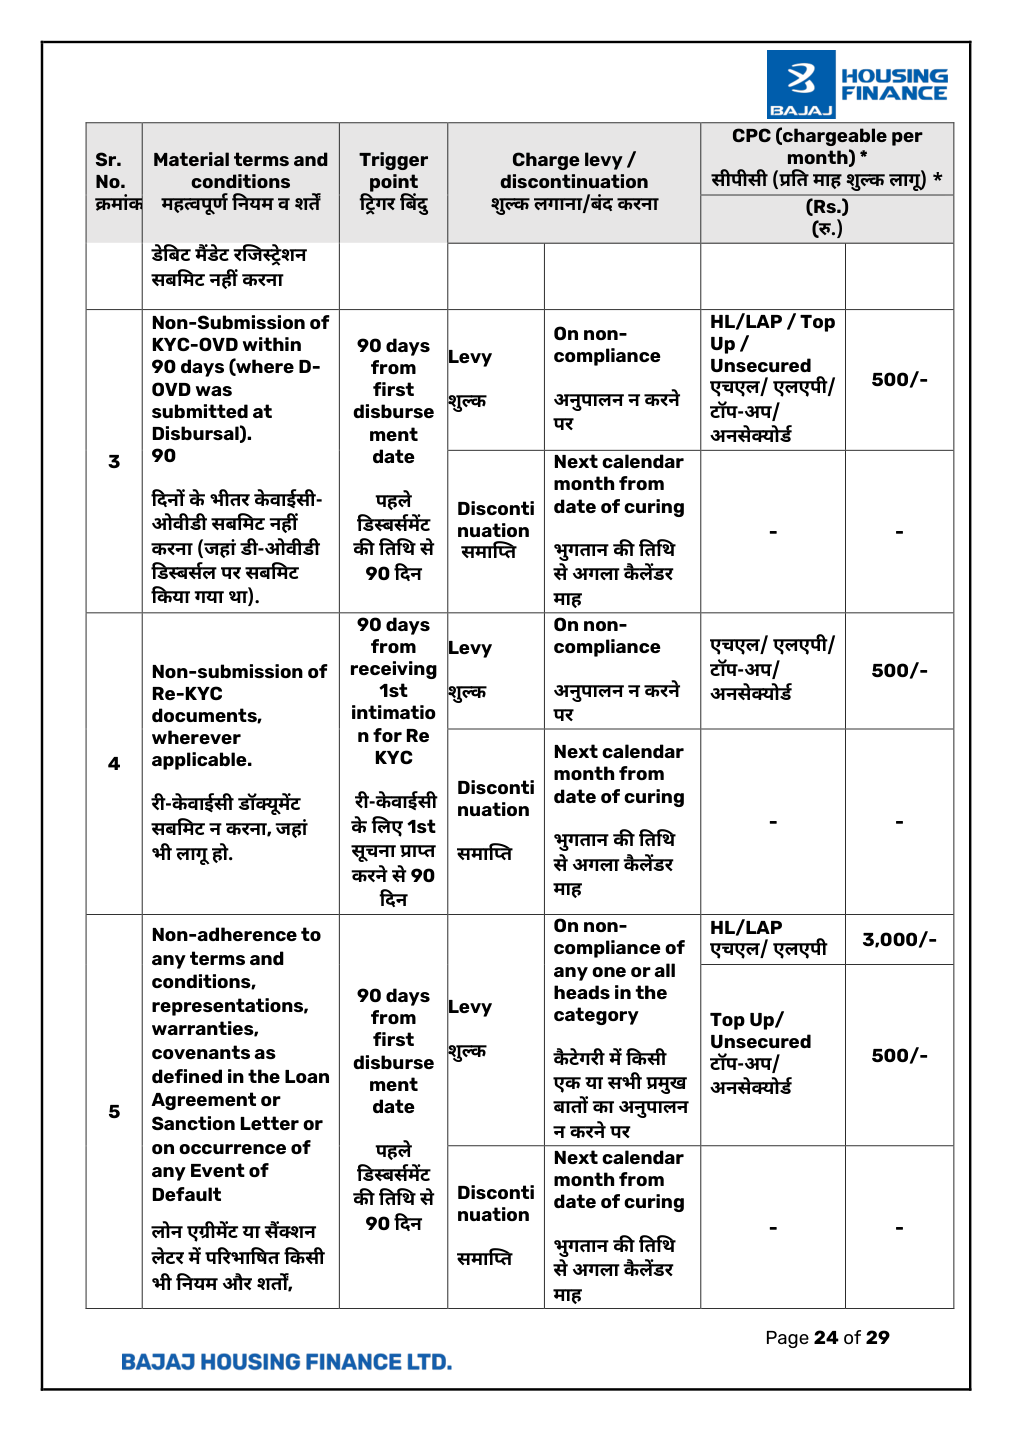 HOUSING
FINANCE
BAJAJ
Sr.
No.
क्रमांक
Material terms and
conditions
महत्वपूर्ण नियम व शर्तें
Trigger
point
ट्रिगर बिंदु
Charge levy /
discontinuation
शुल्क लगाना/बंद करना
CPC (chargeable per
month) *
सीपीसी (प्रति माह शुल्क लागू) *
(Rs.)
(रु.)
डेबिट मैंडेट रजिस्ट्रेशन
सबमिट नहीं करना
3
Non-Submission of
KYC-OVD within
90 days (where D-
OVD was
submitted at
Disbursal).
90
दिनों के भीतर केवाईसी-
ओवीडी सबमिट नहीं
करना (जहां डी-ओवीडी
डिस्बर्सल पर सबमिट
किया गया था).
90 days
from
first
disburse
ment
date
पहले
डिस्बर्समेंट
की तिथि से
90 दिन
Levy
शुल्क
On non-
compliance
अनुपालन न करने
पर
HL/LAP / Top
Up /
Unsecured
एचएल/ एलएपी/
टॉप-अप/
अनसेक्योर्ड
500/-
Disconti
nuation
समाप्ति
Next calendar
month from
date of curing
भुगतान की तिथि
से अगला कैलेंडर
माह
-
-
4
Non-submission of
Re-KYC
documents,
wherever
applicable.
री-केवाईसी डॉक्यूमेंट
सबमिट न करना, जहां
भी लागू हो.
90 days
from
receiving
1st
intimatio
n for Re
KYC
री-केवाईसी
के लिए 1st
सूचना प्राप्त
करने से 90
दिन
Levy
शुल्क
On non-
compliance
अनुपालन न करने
पर
एचएल/ एलएपी/
टॉप-अप/
अनसेक्योर्ड
500/-
Disconti
nuation
समाप्ति
Next calendar
month from
date of curing
भुगतान की तिथि
से अगला कैलेंडर
माह
-
-
5
Non-adherence to
any terms and
conditions,
representations,
warranties,
covenants as
defined in the Loan
Agreement or
Sanction Letter or
on occurrence of
any Event of
Default
लोन एग्रीमेंट या सैंक्शन
लेटर में परिभाषित किसी
भी नियम और शर्तों,
90 days
from
first
disburse
ment
date
पहले
डिस्बर्समेंट
की तिथि से
90 दिन
Levy
शुल्क
On non-
compliance of
any one or all
heads in the
category
कैटेगरी में किसी
एक या सभी प्रमुख
बातों का अनुपालन
न करने पर
HL/LAP
एचएल/ एलएपी
3,000/-
Top Up/
Unsecured
टॉप-अप/
अनसेक्योर्ड
500/-
Disconti
nuation
समाप्ति
Next calendar
month from
date of curing
भुगतान की तिथि
से अगला कैलेंडर
माह
-
-
Page 24 of 29
BAJAJ HOUSING FINANCE LTD.